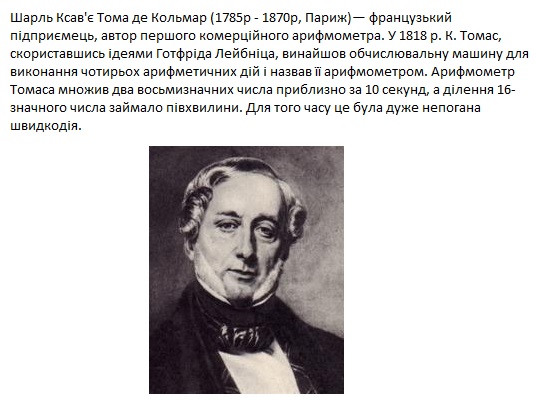 Шарль Ксав'є Тома де Кольмар (1785р - 1870р, Париж)— французький
підприємець, автор першого комерційного арифмометра. У 1818 р. К. Томас,
скориставшись ідеями Готфріда Лейбніца, винайшов обчислювальну машину для
виконання чотирьох арифметичних дій і назвав її арифмометром. Арифмометр
Томаса множив два восьмизначних числа приблизно за 10 секунд, а ділення 16-
значного числа займало півхвилини. Для того часу це була дуже непогана
швидкодія.